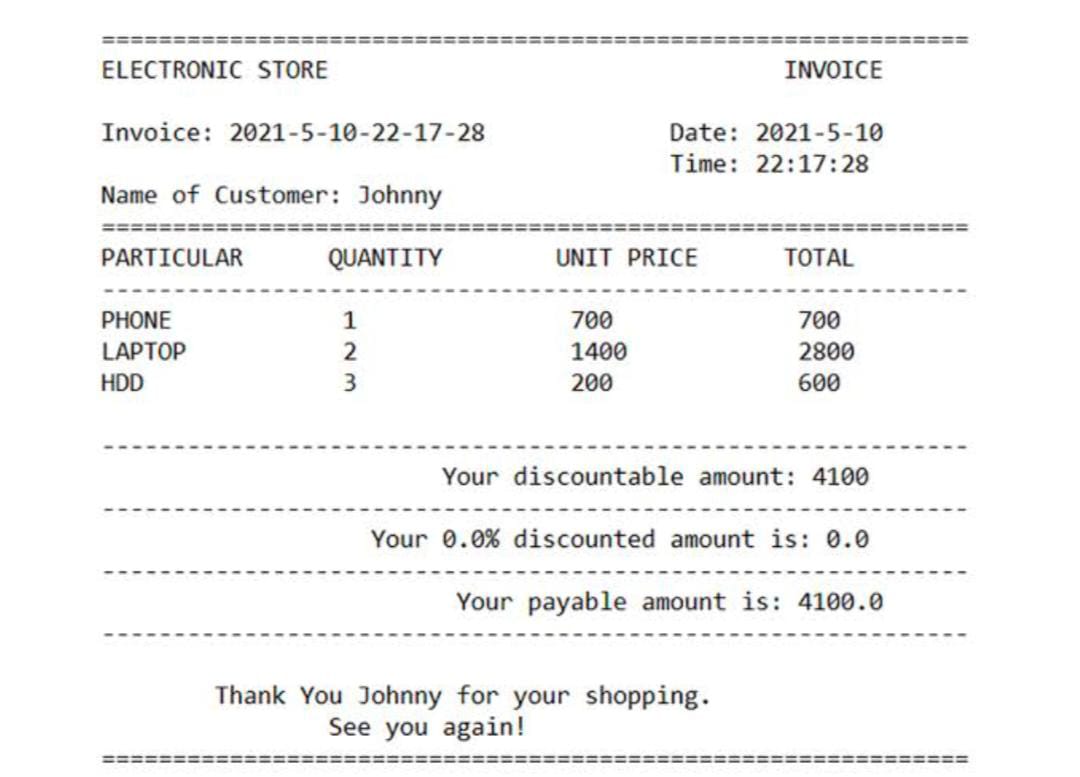 =============================================================
ELECTRONIC STORE                                INVOICE
Invoice: 2021-5-10-22-17-28             Date: 2021-5-10
                                        Time: 22:17:28
Name of Customer: Johnny
=============================================================
PARTICULAR      QUANTITY        UNIT PRICE      TOTAL
-------------------------------------------------------------
PHONE            1               700             700
LAPTOP           2               1400            2800
HDD              3               200             600
-------------------------------------------------------------
                        Your discountable amount: 4100
-------------------------------------------------------------
                   Your 0.0% discounted amount is: 0.0
-------------------------------------------------------------
                         Your payable amount is: 4100.0
-------------------------------------------------------------
        Thank You Johnny for your shopping.
                See you again!
=============================================================